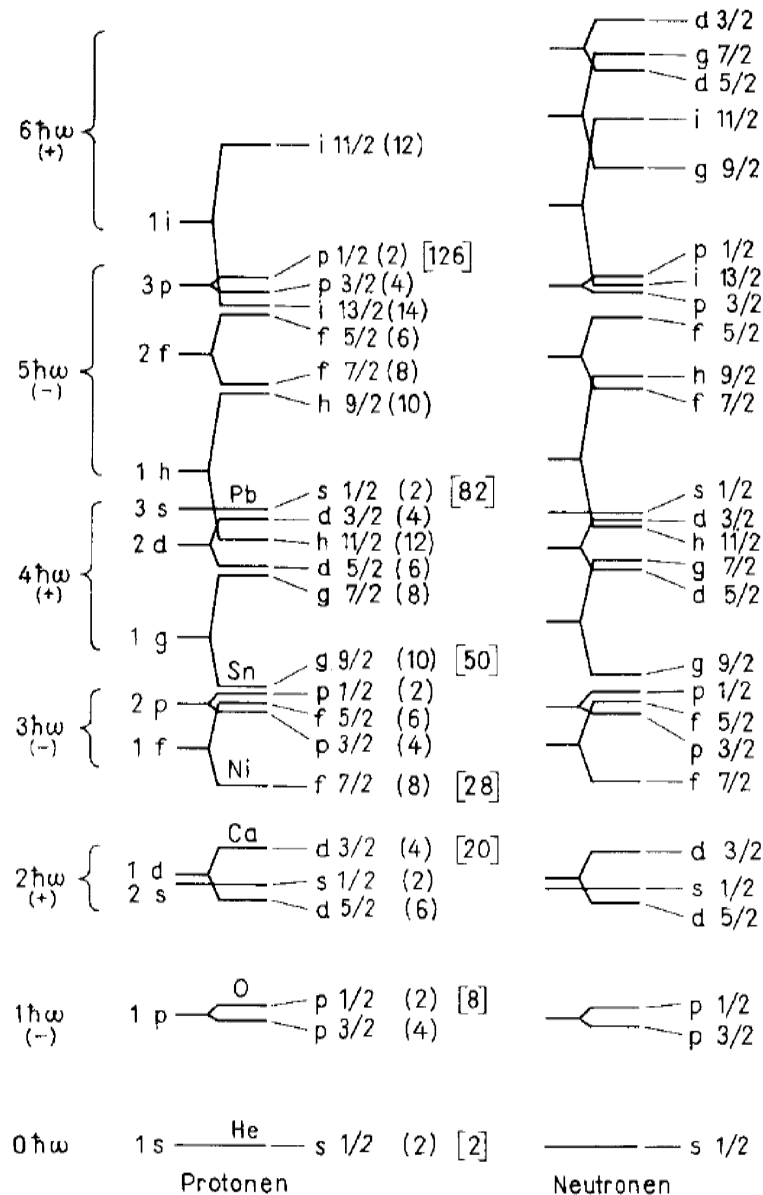 d 3/2
g 7/2
d 5/2
6ħω
(+)
i 11/2
i 11/2 (12)
g 9/2
1 i
p 1/2 (2) [126]
p 1/2
3 p
p 3/2 (4)
i 13/2
i 13/2 (14)
p 3/2
f 5/2 (6)
f 5/2
2 f
5ħω
(-)
f 7/2 (8)
h 9/2
h 9/2 (10)
f 7/2
1 h
Pb
s 1/2 (2) [82]
s 1/2
3 s
d 3/2 (4)
d 3/2
2 d
h 11/2 (12)
h 11/2
4ħω
(+)
d 5/2 (6)
g 7/2
g 7/2 (8)
d 5/2
1 g
Sn
g 9/2 (10) [50]
g 9/2
p 1/2 (2)
p 1/2
2 p
f 5/2 (6)
f 5/2
3ħω
(-)
1 f
p 3/2 (4)
p 3/2
Ni
f 7/2 (8) [28]
f 7/2
Ca
d 3/2 (4) [20]
d 3/2
1 d
2ħω
(+)
s 1/2 (2)
s 1/2
2 s
d 5/2 (6)
d 5/2
O
p 1/2 (2) [8]
p 1/2
1ħω
(-)
1 p
p 3/2 (4)
p 3/2
He
0ħω
1 s
s 1/2 (2) [2]
s 1/2
Protonen
Neutronen